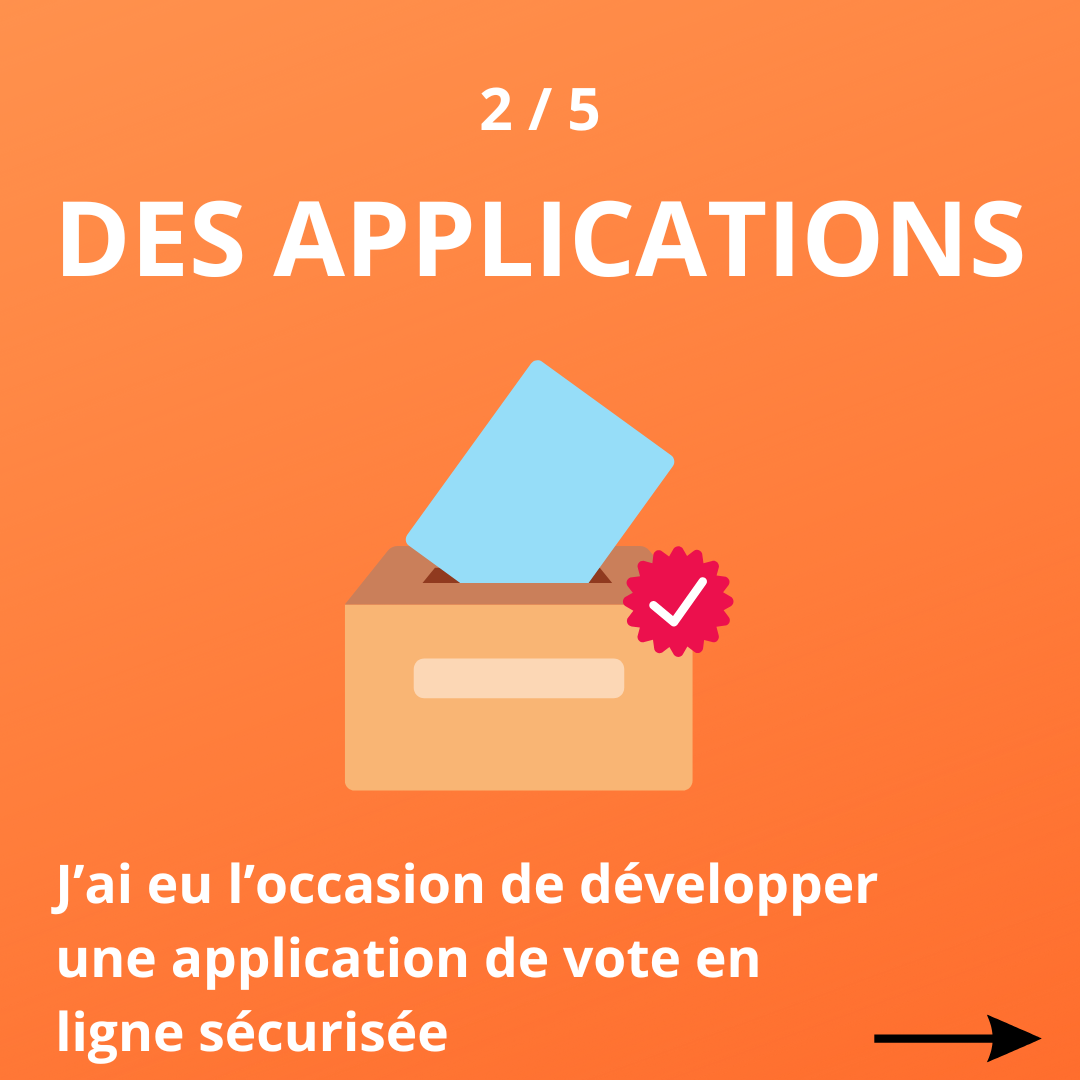 2 / 5
DES APPLICATIONS
J’ai eu l’occasion de développer
une application de vote en
ligne sécurisée